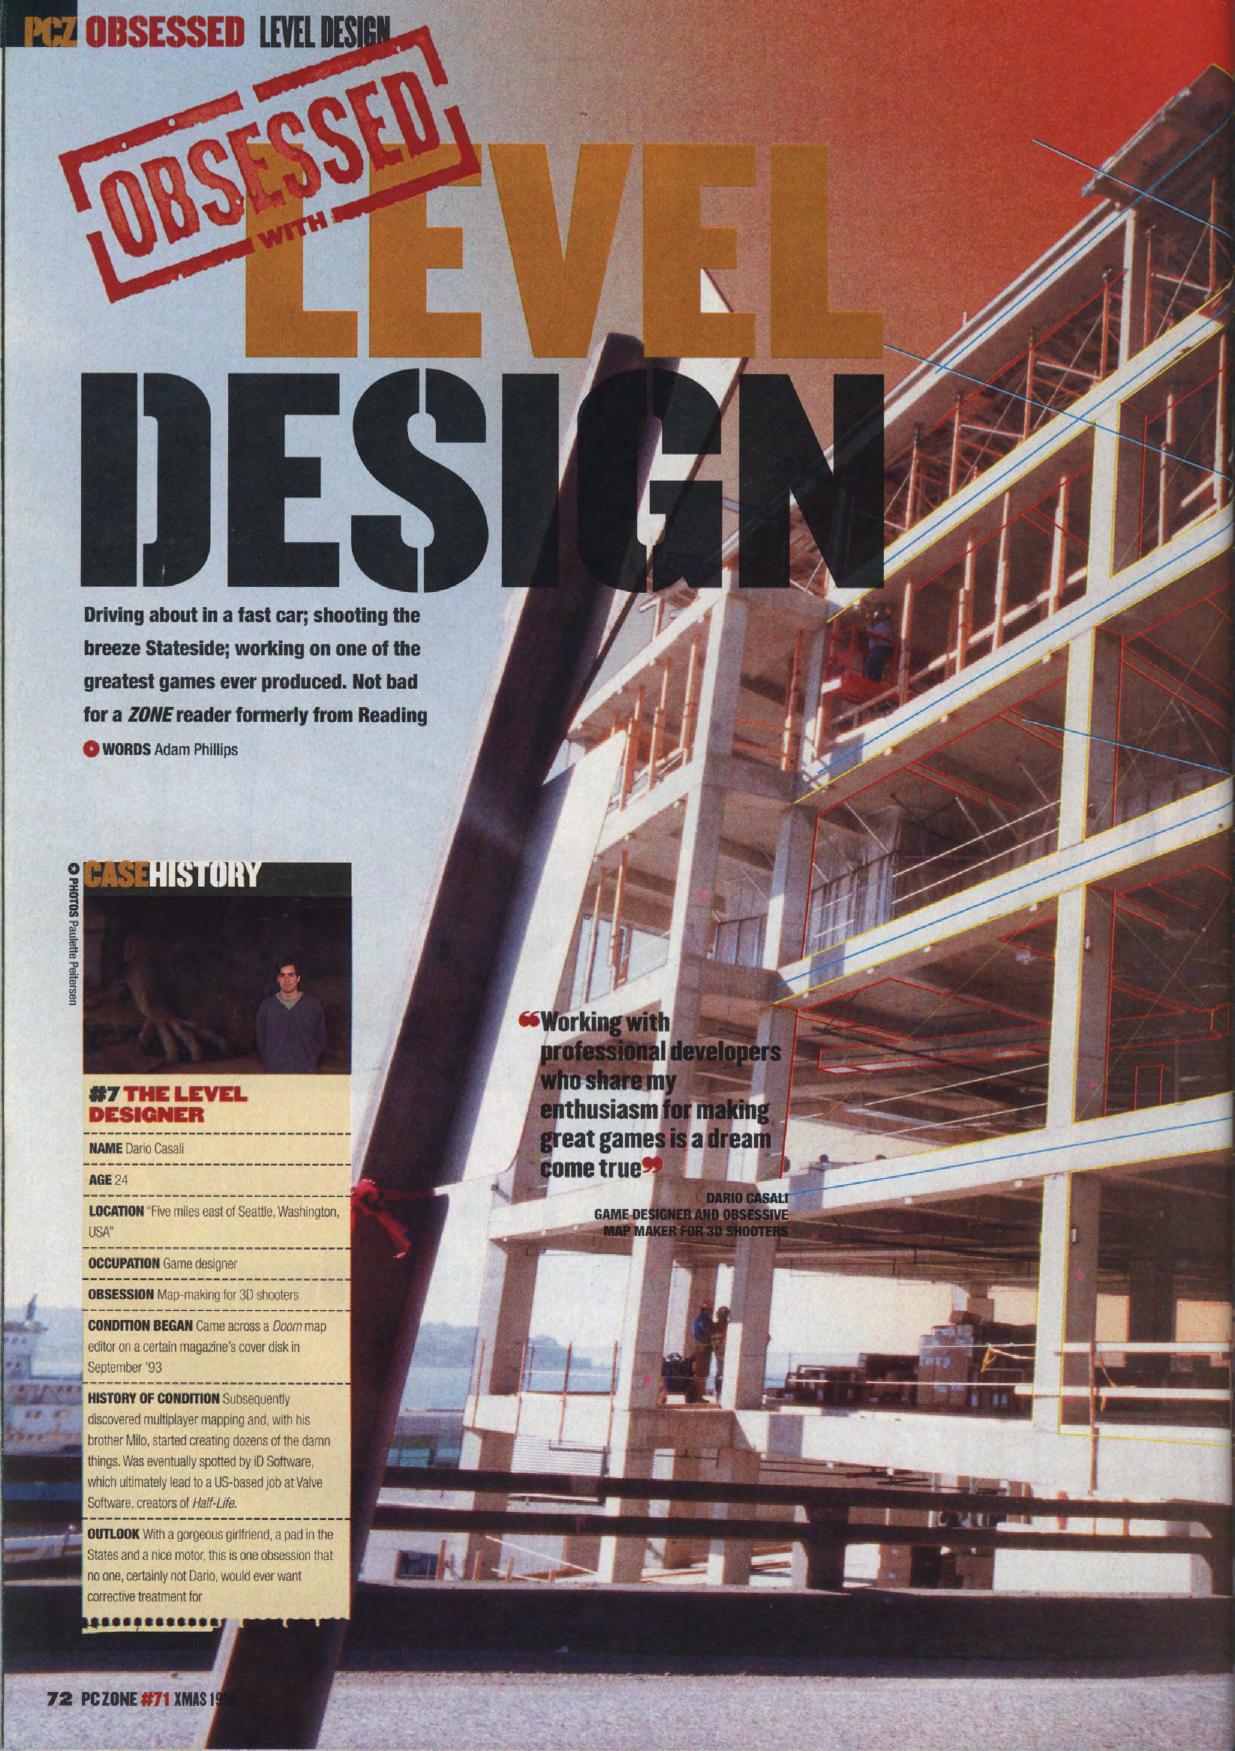 PCZ OBSESSED LEVEL DESIGN
OBSESSED
WITH
LEVEL
DESIGN
Driving about in a fast car; shooting the
breeze Stateside; working on one of the
greatest games ever produced. Not bad
for a ZONE reader formerly from Reading
WORDS Adam Phillips
PHOTOS Paulette Peitersen
CASEHISTORY
#7 THE LEVEL
DESIGNER
NAME Dario Casali
AGE 24
LOCATION "Five miles east of Seattle, Washington,
USA"
OCCUPATION Game designer
OBSESSION Map-making for 3D shooters
CONDITION BEGAN Came across a Doom map
editor on a certain magazine's cover disk in
September '93
HISTORY OF CONDITION Subsequently
discovered multiplayer mapping and, with his
brother Milo, started creating dozens of the damn
things. Was eventually spotted by iD Software,
which ultimately lead to a US-based job at Valve
Software, creators of Half-Life.
OUTLOOK With a gorgeous girlfriend, a pad in the
States and a nice motor, this is one obsession that
no one, certainly not Dario, would ever want
corrective treatment for
“Working with
professional developers
who share my
enthusiasm for making
great games is a dream
come true”
DARIO CASALI
GAME DESIGNER AND OBSESSIVE
MAP MAKER FOR 3D SHOOTERS
72 PCZONE #71 XMAS